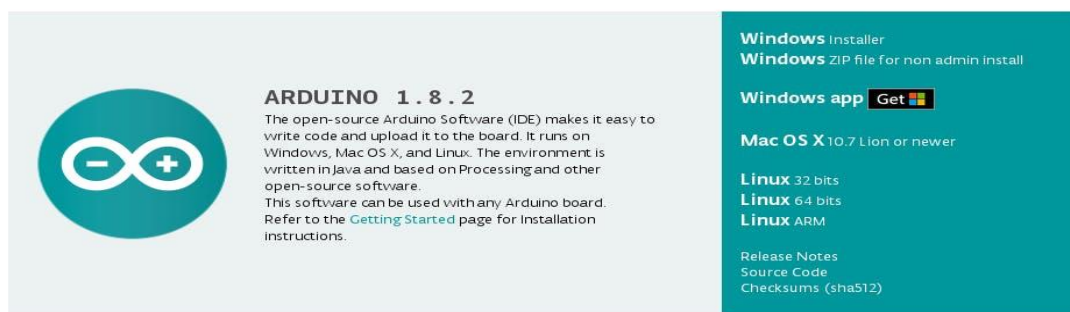 ARDUINO 1.8.2
The open-source Arduino Software (IDE) makes it easy to
write code and upload it to the board. It runs on
Windows, Mac OS X, and Linux. The environment is
written in Java and based on Processing and other
open-source software.
This software can be used with any Arduino board.
Refer to the Getting Started page for Installation
instructions.
Windows Installer
Windows ZIP file for non admin install
Windows app Get
Mac OS X 10.7 Lion or newer
Linux 32 bits
Linux 64 bits
Linux ARM
Release Notes
Source Code
Checksums (sha512)